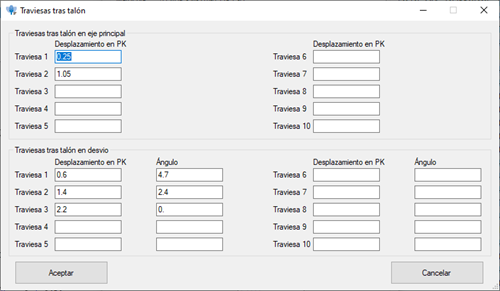 Traviesas tras talón
Traviesas tras talón en eje principal
Desplazamiento en PK Desplazamiento en PK
Traviesa 1 0.25 Traviesa 6
Traviesa 2 1.05 Traviesa 7
Traviesa 3 Traviesa 8
Traviesa 4 Traviesa 9
Traviesa 5 Traviesa 10
Traviesas tras talón en desvio
Desplazamiento en PK Ángulo Desplazamiento en PK Ángulo
Traviesa 1 0.6 4.7 Traviesa 6
Traviesa 2 1.4 2.4 Traviesa 7
Traviesa 3 2.2 0. Traviesa 8
Traviesa 4 Traviesa 9
Traviesa 5 Traviesa 10
Aceptar Cancelar